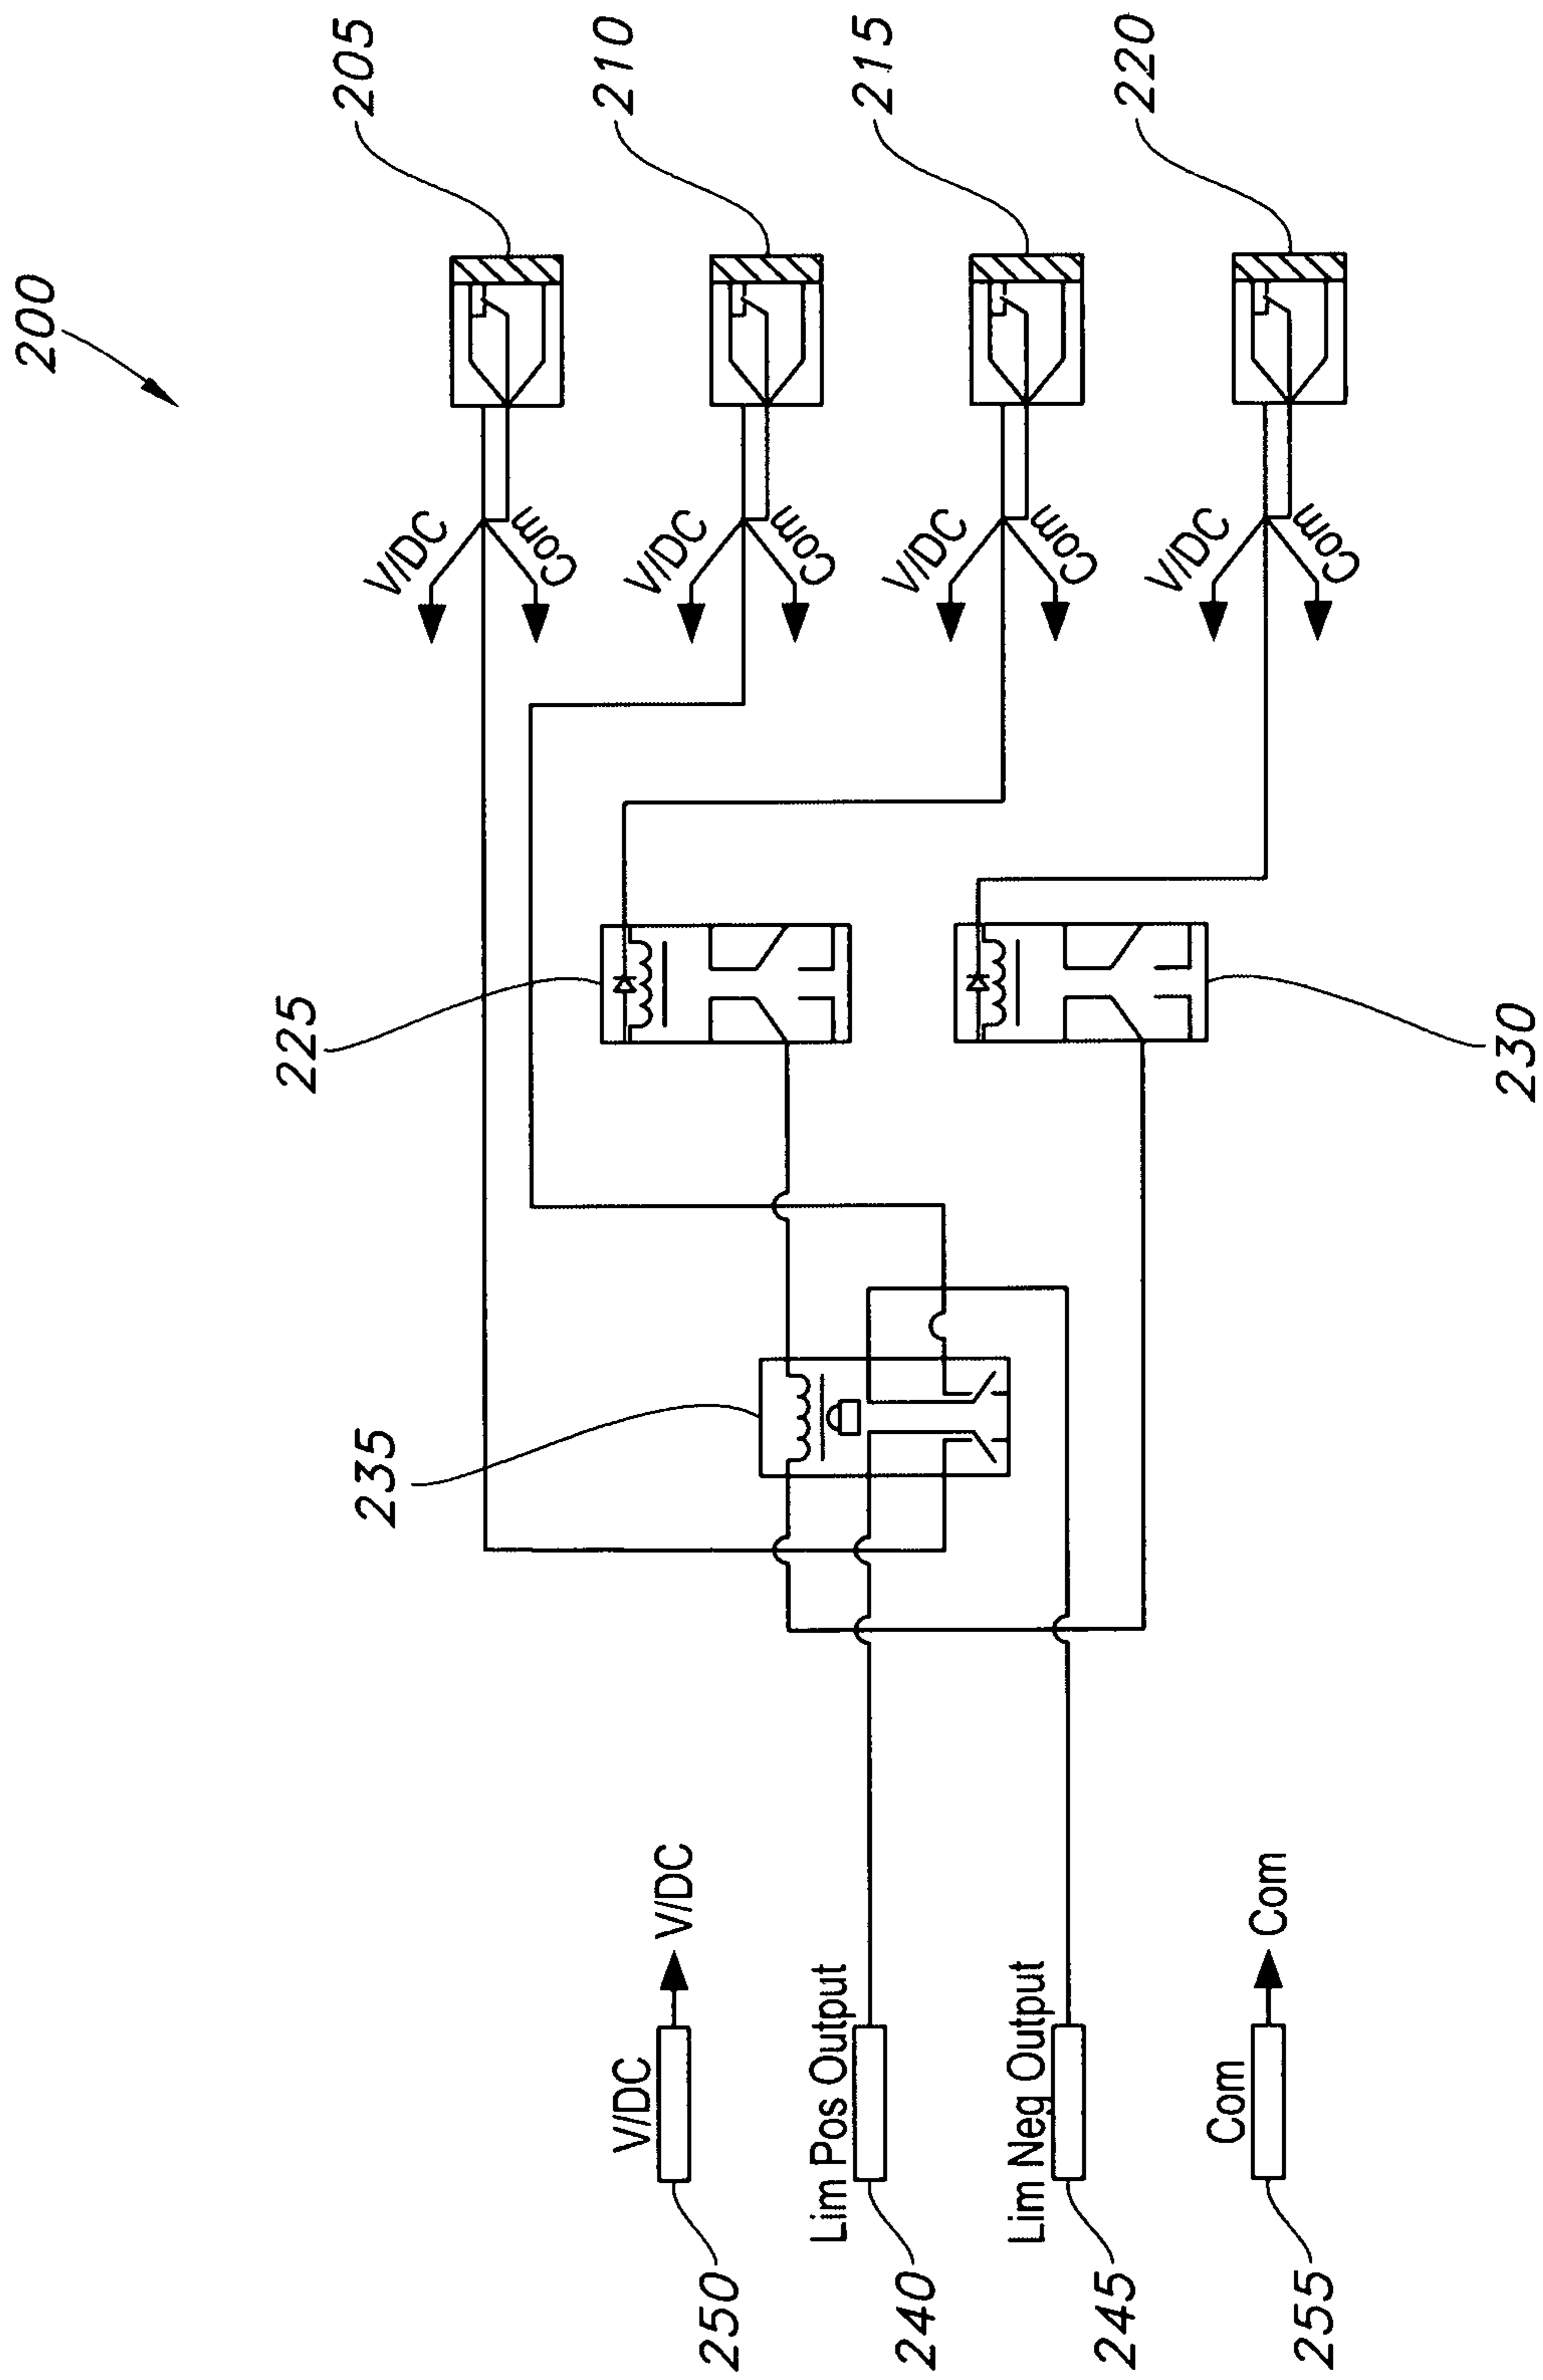 200
205
210
215
220
V/DC
Com
V/DC
Com
V/DC
Com
V/DC
Com
225
230
235
V/DC
V/DC
Lim Pos Output
Lim Neg Output
Com
Com
250
240
245
255